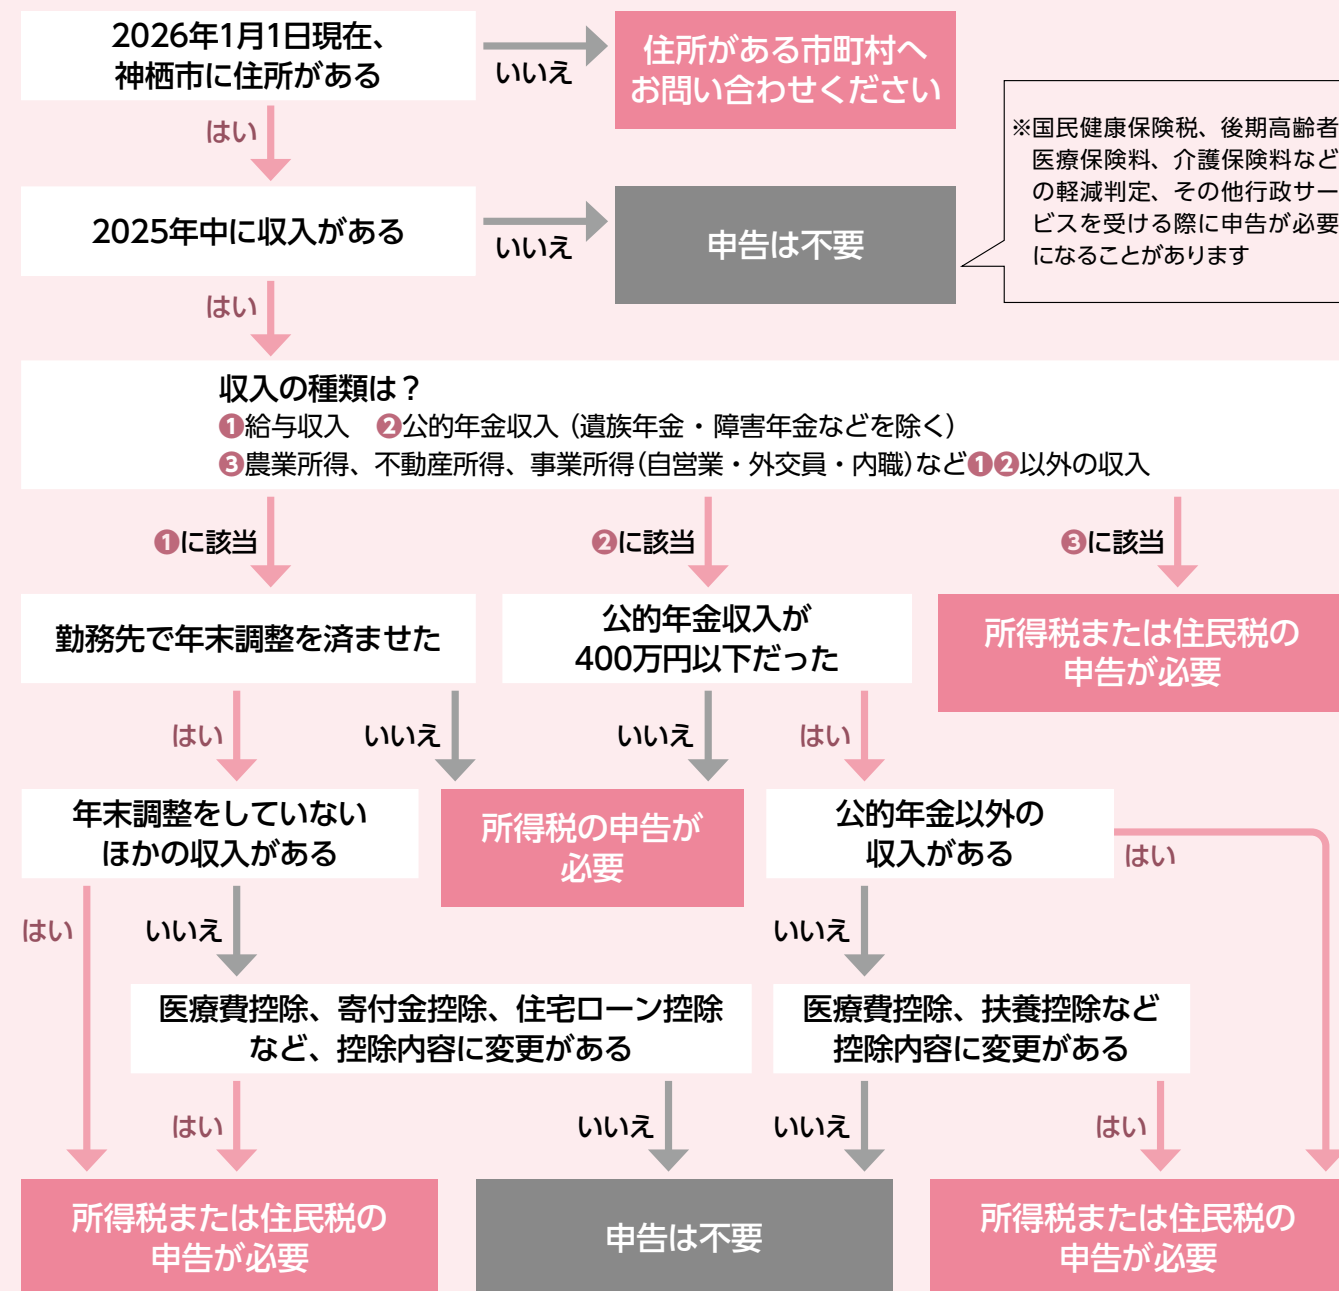 2026年1月1日現在、
神栖市に住所がある
いいえ
住所がある市町村へ
お問い合わせください
はい
※国民健康保険税、後期高齢者
医療保険料、介護保険料など
の軽減判定、その他行政サー
ビスを受ける際に申告が必要
になることがあります
2025年中に収入がある
いいえ
申告は不要
はい
収入の種類は？
❶給与収入　❷公的年金収入（遺族年金・障害年金などを除く）
❸農業所得、不動産所得、事業所得（自営業・外交員・内職）など❶❷以外の収入
❶に該当
❷に該当
❸に該当
勤務先で年末調整を済ませた
公的年金収入が
400万円以下だった
所得税または住民税の
申告が必要
はい
いいえ
いいえ
はい
年末調整をしていない
ほかの収入がある
所得税の申告が
必要
公的年金以外の
収入がある
はい
はい
いいえ
いいえ
医療費控除、寄付金控除、住宅ローン控除
など、控除内容に変更がある
医療費控除、扶養控除など
控除内容に変更がある
はい
いいえ
いいえ
はい
所得税または住民税の
申告が必要
申告は不要
所得税または住民税の
申告が必要